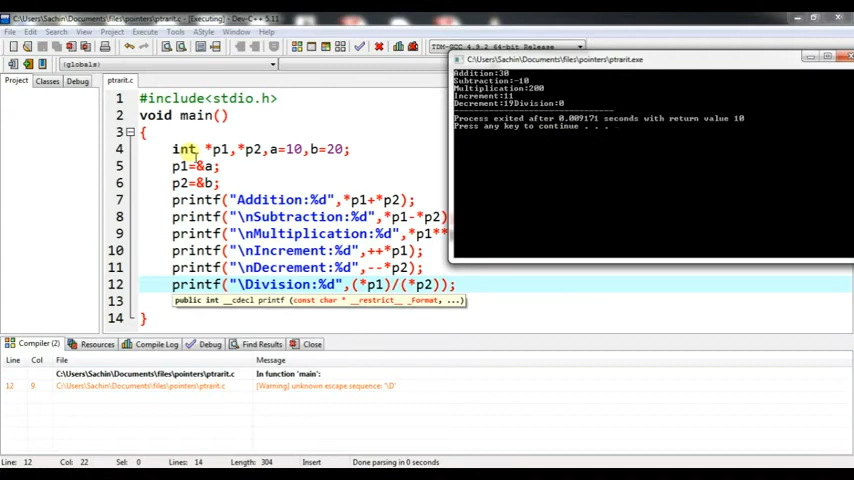 C:\Users\Sachin\Documents\files\pointers\ptrarit.c - [Executing] - Dev-C++ 5.11
File Edit Search View Project Execute Tools AStyle Window Help
TDM-GCC 4.9.2 64-bit Release
(globals)
Project Classes Debug
ptrarit.c
1 #include<stdio.h>
2 void main()
3 {
4 int *p1,*p2,a=10,b=20;
5 p1=&a;
6 p2=&b;
7 printf("Addition:%d",*p1+*p2);
8 printf("\nSubtraction:%d",*p1-*p2)
9 printf("\nMultiplication:%d",*p1**
10 printf("\nIncrement:%d",++*p1);
11 printf("\nDecrement:%d",--*p2);
12 printf("\Division:%d",(*p1)/(*p2));
public int __cdecl printf (const char * __restrict__ _Format, ...)
13
14 }
C:\Users\Sachin\Documents\files\pointers\ptrarit.exe
Addition:30
Subtraction:-10
Multiplication:200
Increment:11
Decrement:19Division:0
--------------------------------
Process exited after 0.009171 seconds with return value 10
Press any key to continue . . .
Compiler (2) Resources Compile Log Debug Find Results Close
Line Col File Message
C:\Users\Sachin\Documents\files\pointers\ptrarit.c In function 'main':
12 9 C:\Users\Sachin\Documents\files\pointers\ptrarit.c [Warning] unknown escape sequence: '\D'
Line: 12 Col: 22 Sel: 0 Lines: 14 Length: 304 Insert Done parsing in 0 seconds